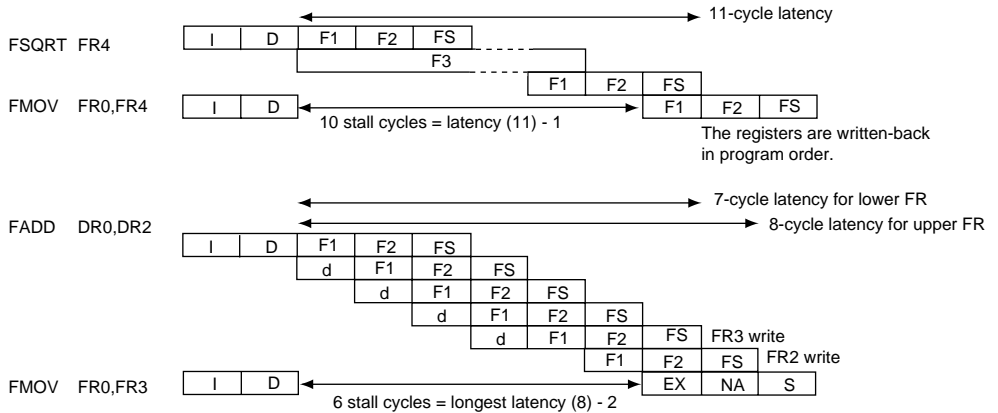 11-cycle latency
FSQRT FR4 I D F1 F2 FS
F3
F1 F2 FS
FMOV FR0,FR4 I D F1 F2 FS
10 stall cycles = latency (11) - 1
The registers are written-back
in program order.
7-cycle latency for lower FR
FADD DR0,DR2 8-cycle latency for upper FR
I D F1 F2 FS
d F1 F2 FS
d F1 F2 FS
d F1 F2 FS
d F1 F2 FS FR3 write
F1 F2 FS FR2 write
FMOV FR0,FR3 I D EX NA S
6 stall cycles = longest latency (8) - 2